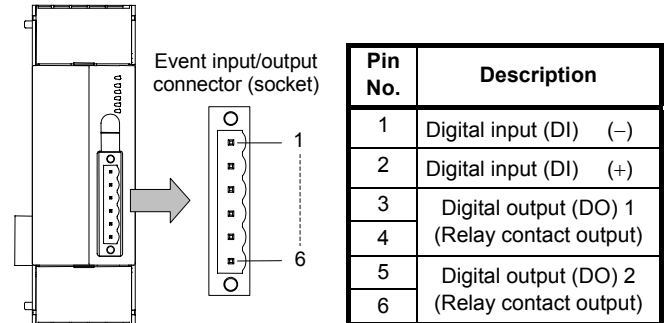 Event input/output
connector (socket)
1
6
Pin No. Description
1 Digital input (DI) (−)
2 Digital input (DI) (+)
3 Digital output (DO) 1
4 (Relay contact output)
5 Digital output (DO) 2
6 (Relay contact output)